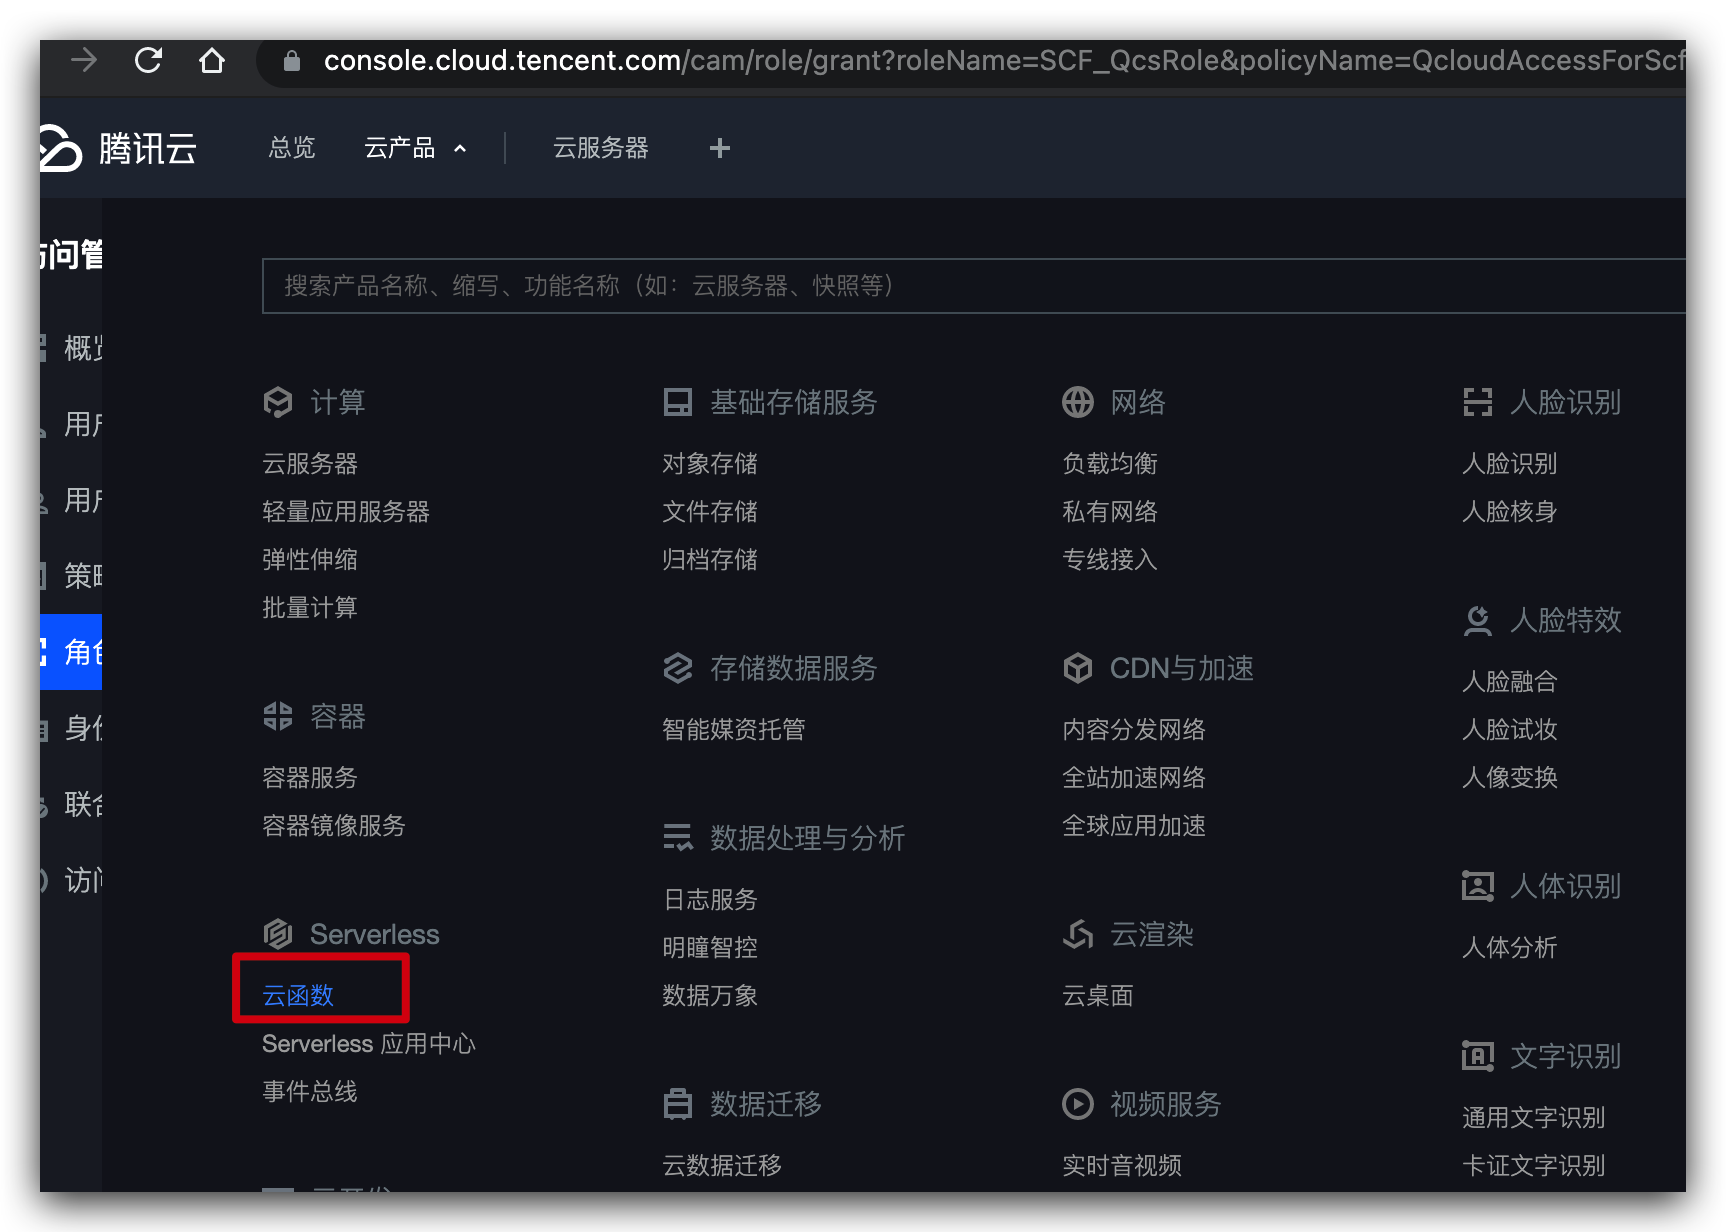 console.cloud.tencent.com/cam/role/grant?roleName=SCF_QcsRole&policyName=QcloudAccessForScf
腾讯云
总览
云产品
云服务器
问管
搜索产品名称、缩写、功能名称（如：云服务器、快照等）
概
用
用
策
角
身
联
访
计算
云服务器
轻量应用服务器
弹性伸缩
批量计算
容器
容器服务
容器镜像服务
Serverless
云函数
Serverless 应用中心
事件总线
基础存储服务
对象存储
文件存储
归档存储
存储数据服务
智能媒资托管
数据处理与分析
日志服务
明瞳智控
数据万象
数据迁移
云数据迁移
网络
负载均衡
私有网络
专线接入
CDN与加速
内容分发网络
全站加速网络
全球应用加速
云渲染
云桌面
视频服务
实时音视频
人脸识别
人脸识别
人脸核身
人脸特效
人脸融合
人脸试妆
人像变换
人体识别
人体分析
文字识别
通用文字识别
卡证文字识别